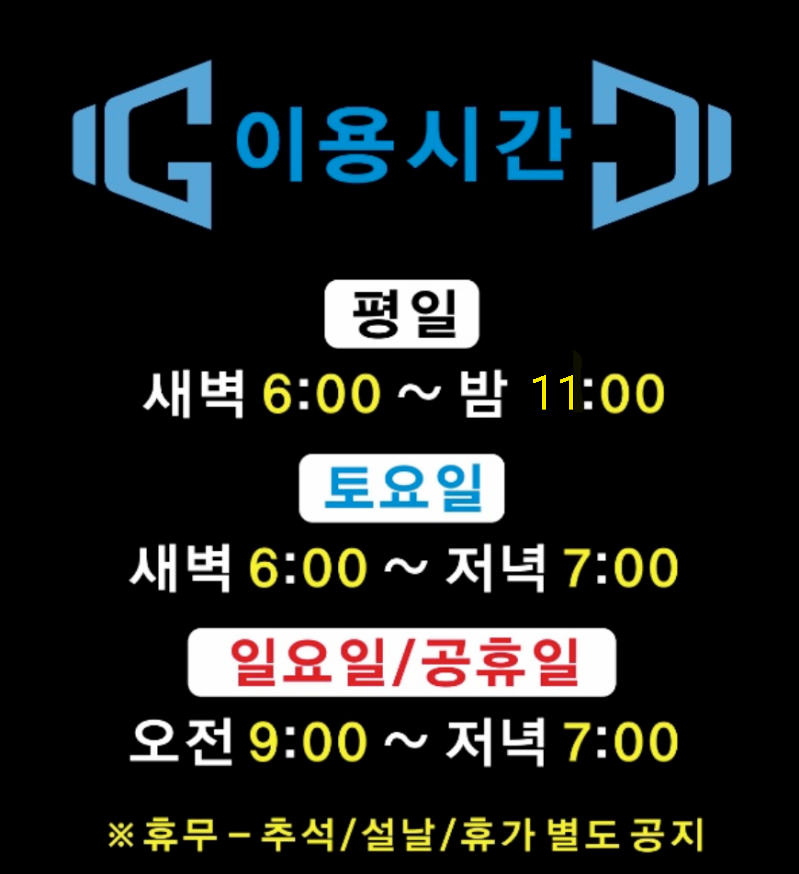 이용시간
평일
새벽 6:00 ~ 밤 11:00
토요일
새벽 6:00 ~ 저녁 7:00
일요일/공휴일
오전 9:00 ~ 저녁 7:00
※ 휴무 - 추석/설날/휴가 별도 공지